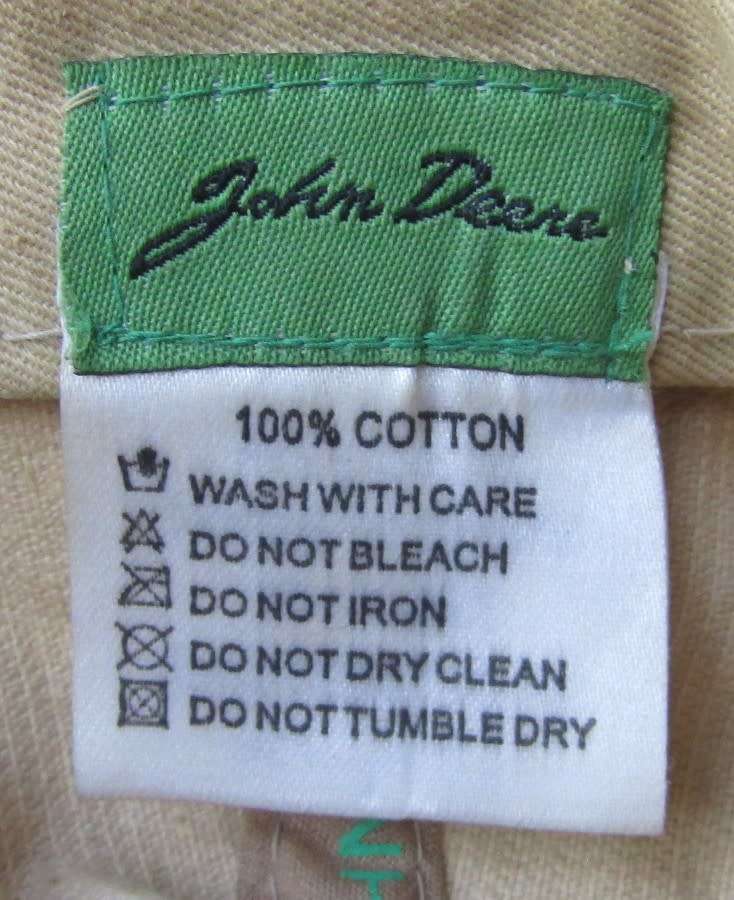 John Deere
100% COTTON
WASH WITH CARE
DO NOT BLEACH
DO NOT IRON
DO NOT DRY CLEAN
DO NOT TUMBLE DRY